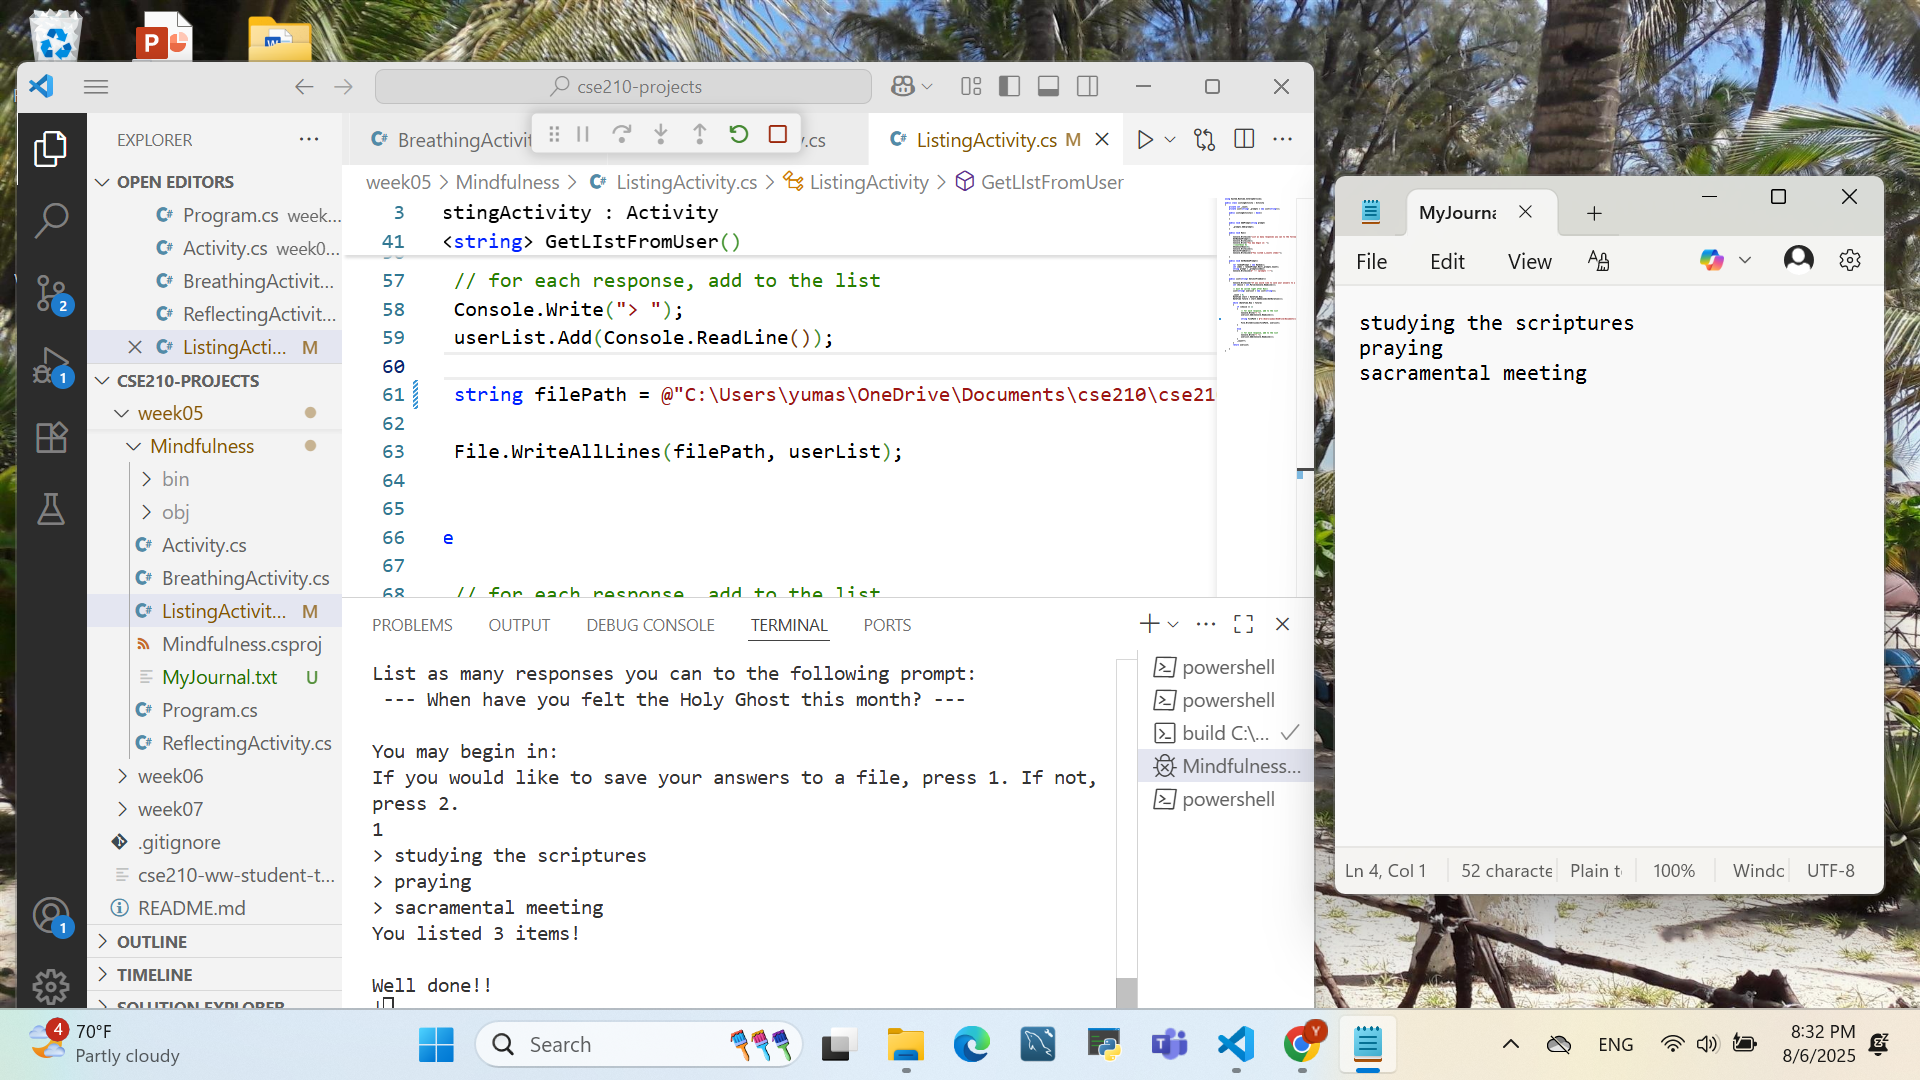 cse210-projects
EXPLORER
OPEN EDITORS
Program.cs week...
Activity.cs week0...
BreathingActivit...
ReflectingActivit...
ListingActi... M
CSE210-PROJECTS
week05
Mindfulness
bin
obj
Activity.cs
BreathingActivity.cs
ListingActivit... M
Mindfulness.csproj
MyJournal.txt U
Program.cs
ReflectingActivity.cs
week06
week07
.gitignore
cse210-ww-student-t...
README.md
OUTLINE
TIMELINE
SOLUTION EXPLORER
2
1
1
BreathingActivit
.cs
ListingActivity.cs M
week05 > Mindfulness > ListingActivity.cs > ListingActivity > GetLIstFromUser
3 stingActivity : Activity
41 <string> GetLIstFromUser()
57 // for each response, add to the list
58 Console.Write("> ");
59 userList.Add(Console.ReadLine());
60
61 string filePath = @"C:\Users\yumas\OneDrive\Documents\cse210\cse21
62
63 File.WriteAllLines(filePath, userList);
64
65
66 e
67
68 // for each response, add to the list
PROBLEMS OUTPUT DEBUG CONSOLE TERMINAL PORTS
List as many responses you can to the following prompt:
--- When have you felt the Holy Ghost this month? ---
You may begin in:
If you would like to save your answers to a file, press 1. If not,
press 2.
1
> studying the scriptures
> praying
> sacramental meeting
You listed 3 items!
Well done!!
powershell
powershell
build C:\...
Mindfulness...
powershell
MyJourna
File Edit View
studying the scriptures
praying
sacramental meeting
Ln 4, Col 1 52 characte Plain t 100% Windc UTF-8
4
70°F
Partly cloudy
Search
Y
ENG
8:32 PM
8/6/2025